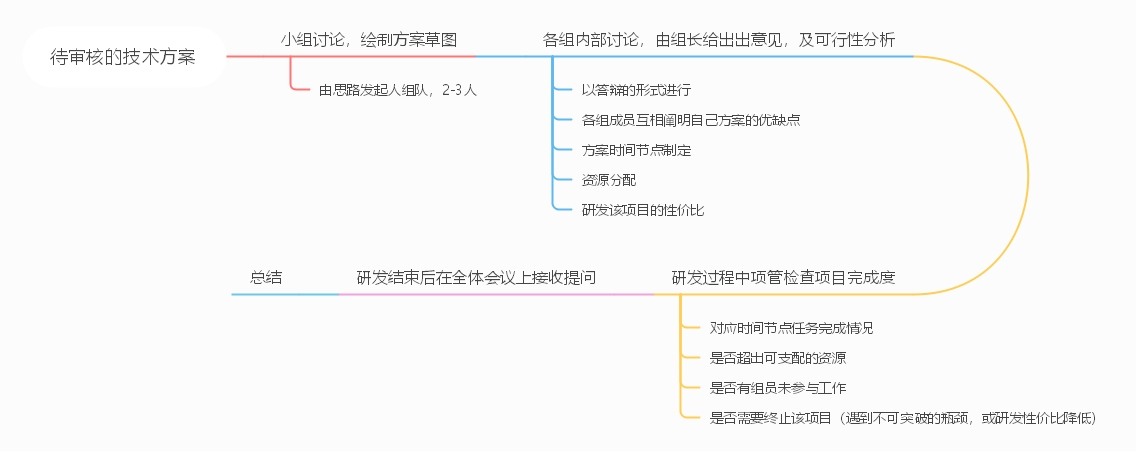 待审核的技术方案
小组讨论，绘制方案草图
由思路发起人组队，2-3人
各组内部讨论，由组长给出出意见，及可行性分析
以答辩的形式进行
各组成员互相阐明自己方案的优缺点
方案时间节点制定
资源分配
研发该项目的性价比
研发过程中项管检查项目完成度
对应时间节点任务完成情况
是否超出可支配的资源
是否有组员未参与工作
是否需要终止该项目（遇到不可突破的瓶颈，或研发性价比降低）
研发结束后在全体会议上接收提问
总结